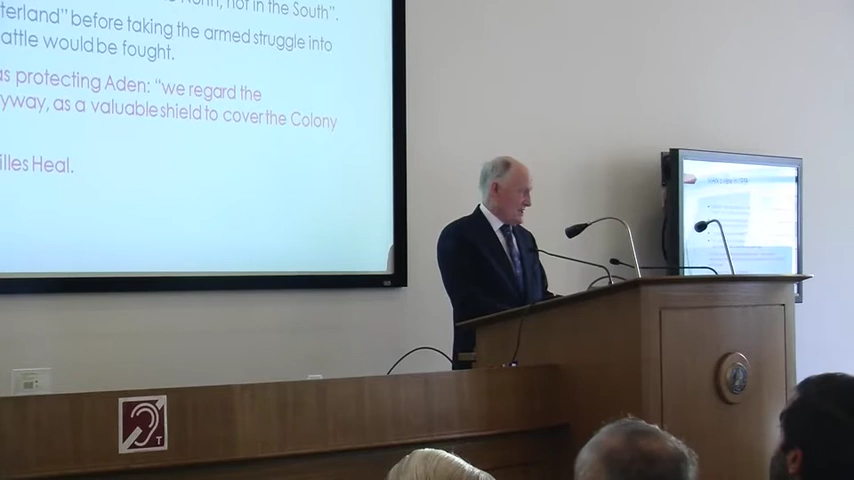 North, not in the South".
terland" before taking the armed struggle into
attle would be fought.
as protecting Aden: "we regard the
yway, as a valuable shield to cover the Colony
illes Heal.
T